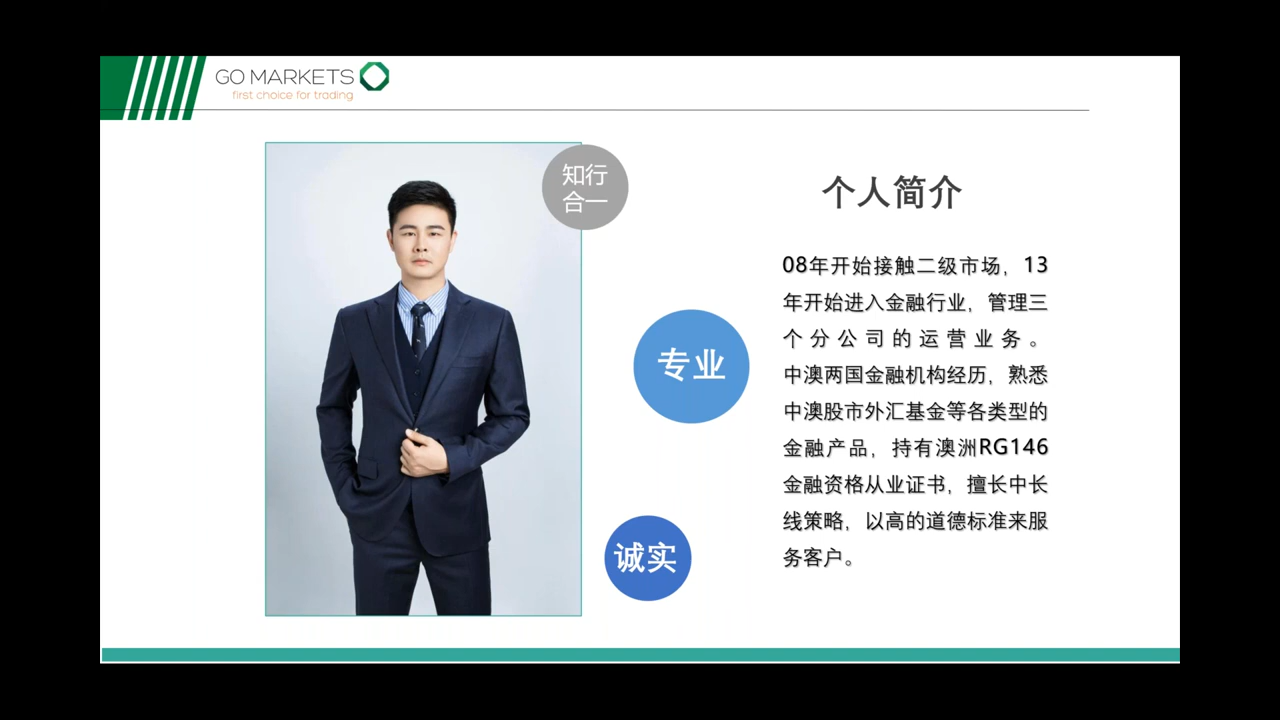 GO MARKETS
first choice for trading
知行
合一
个人简介
专业
诚实
08年开始接触二级市场，13
年开始进入金融行业，管理三
个分公司的运营业务。
中澳两国金融机构经历，熟悉
中澳股市外汇基金等各类型的
金融产品，持有澳洲RG146
金融资格从业证书，擅长中长
线策略，以高的道德标准来服
务客户。